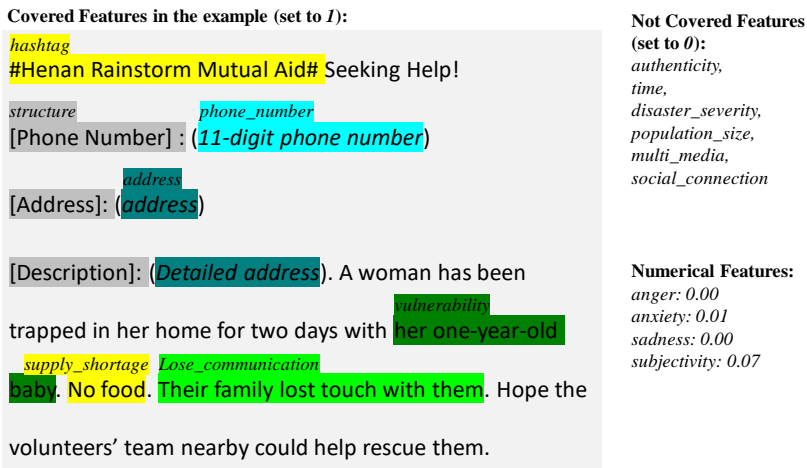 Covered Features in the example (set to 1):
hashtag
#Henan Rainstorm Mutual Aid# Seeking Help!
structure phone_number
[Phone Number] : (11-digit phone number)
address
[Address]: (address)
[Description]: (Detailed address). A woman has been
vulnerability
trapped in her home for two days with her one-year-old
supply_shortage Lose_communication
baby. No food. Their family lost touch with them. Hope the
volunteers’ team nearby could help rescue them.
Not Covered Features
(set to 0):
authenticity,
time,
disaster_severity,
population_size,
multi_media,
social_connection
Numerical Features:
anger: 0.00
anxiety: 0.01
sadness: 0.00
subjectivity: 0.07